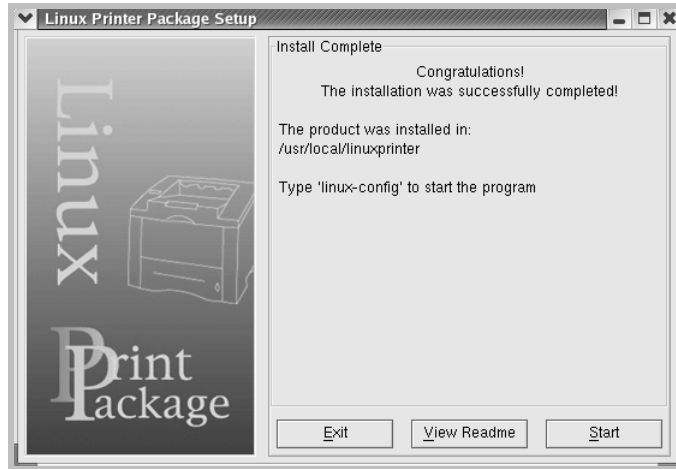 Linux Printer Package Setup
Linux
Print
Package
Install Complete
Congratulations!
The installation was successfully completed!
The product was installed in:
/usr/local/linuxprinter
Type 'linux-config' to start the program
Exit
View Readme
Start